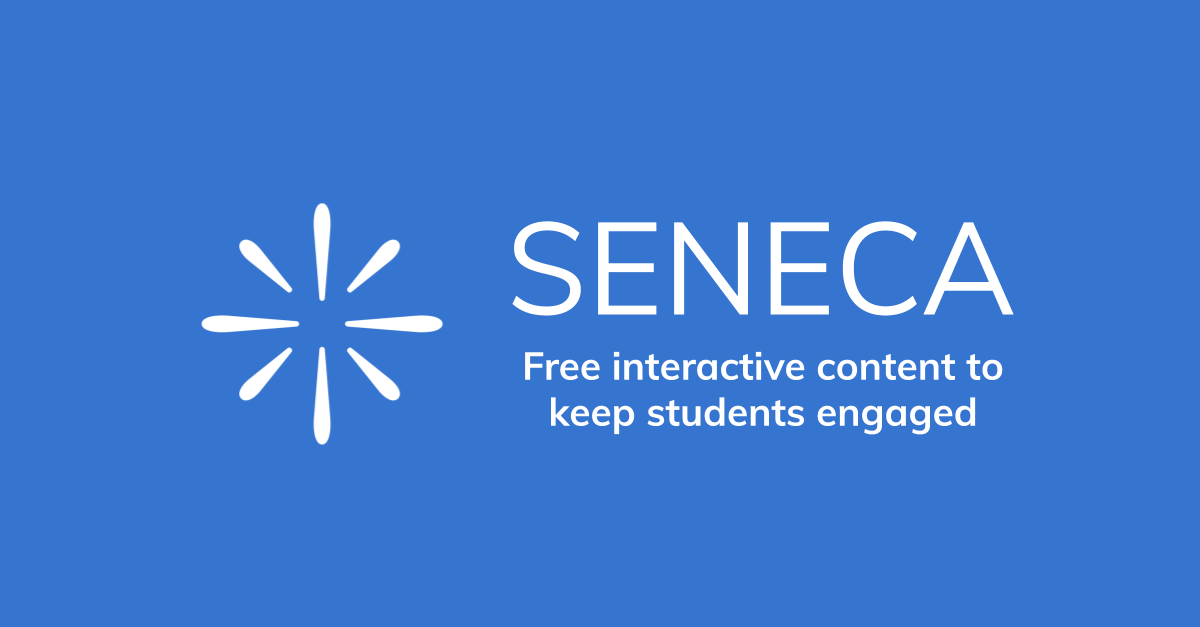 SENECA
Free interactive content to
keep students engaged